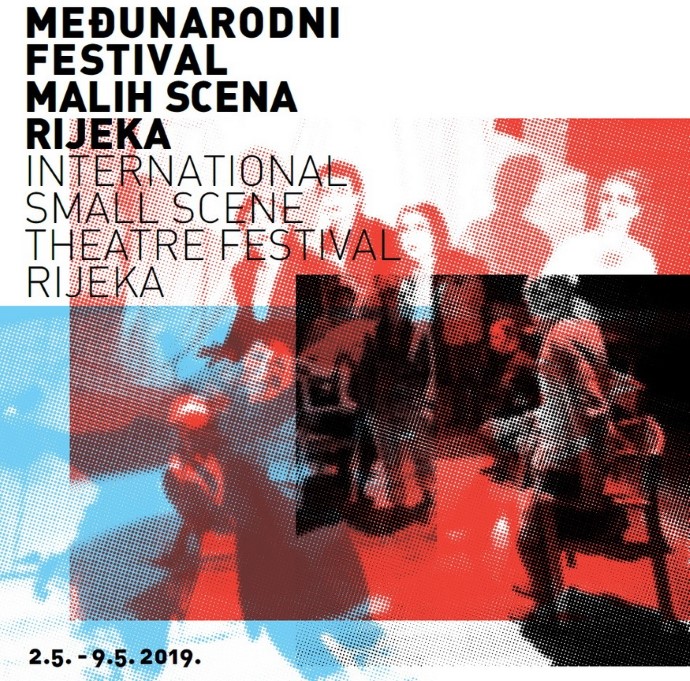 MEĐUNARODNI
FESTIVAL
MALIH SCENA
RIJEKA
INTERNATIONAL
SMALL SCENE
THEATRE FESTIVAL
RIJEKA
2.5. - 9.5. 2019.